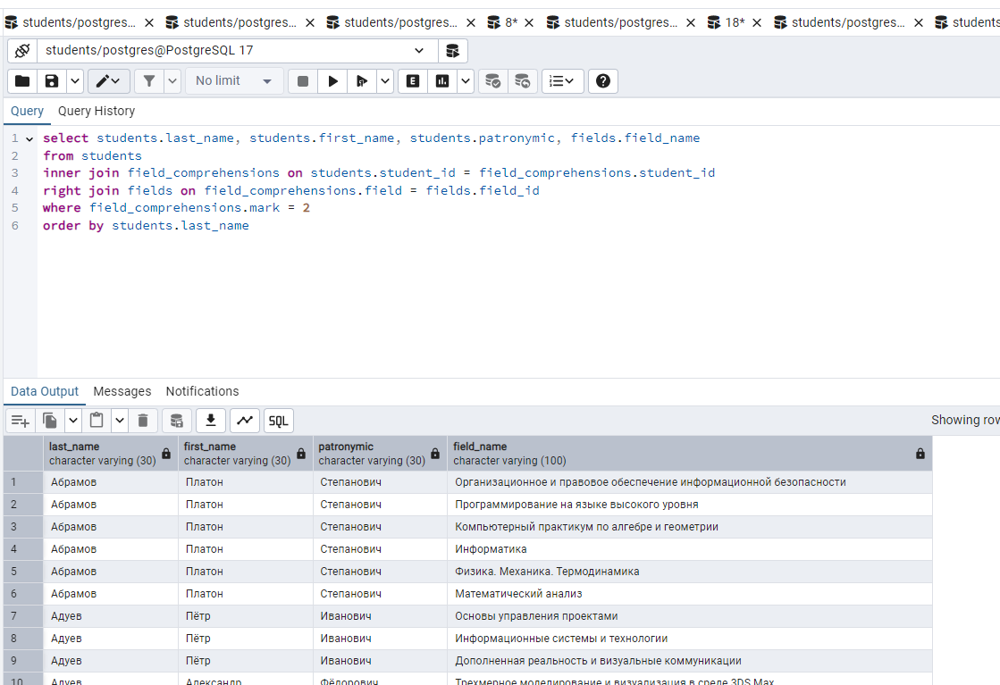 students/postgres... students/postgres... students/postgres... 8* students/postgres... 18* students/postgres... students
students/postgres@PostgreSQL 17
No limit
E
Query Query History
1 select students.last_name, students.first_name, students.patronymic, fields.field_name
2 from students
3 inner join field_comprehensions on students.student_id = field_comprehensions.student_id
4 right join fields on field_comprehensions.field = fields.field_id
5 where field_comprehensions.mark = 2
6 order by students.last_name
Data Output Messages Notifications
SQL Showing rov
last_name first_name patronymic field_name
character varying (30) character varying (30) character varying (30) character varying (100)
1 Абрамов Платон Степанович Организационное и правовое обеспечение информационной безопасности
2 Абрамов Платон Степанович Программирование на языке высокого уровня
3 Абрамов Платон Степанович Компьютерный практикум по алгебре и геометрии
4 Абрамов Платон Степанович Информатика
5 Абрамов Платон Степанович Физика. Механика. Термодинамика
6 Абрамов Платон Степанович Математический анализ
7 Адуев Пётр Иванович Основы управления проектами
8 Адуев Пётр Иванович Информационные системы и технологии
9 Адуев Пётр Иванович Дополненная реальность и визуальные коммуникации
10 Адуев Александр Фёдорович Трехмерное моделирование и визуализация в среде 3DS Max